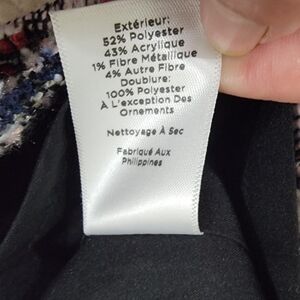 Extérieur:
52% Polyester
43% Acrylique
1% Fibre Métallique
4% Autre Fibre
Doublure:
100% Polyester
À L'exception Des
Ornements
Nettoyage À Sec
Fabriqué Aux
Philippines